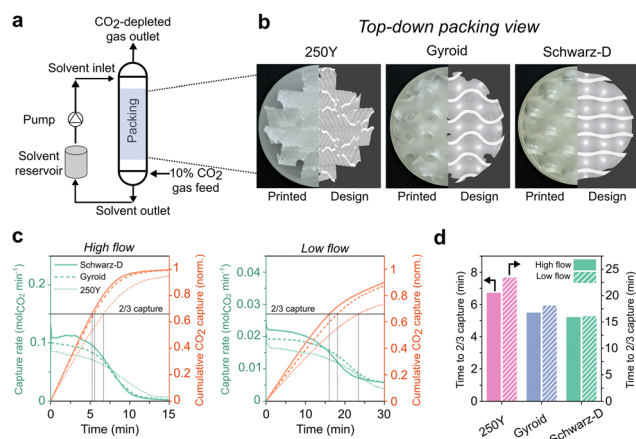 a
CO2-depleted
gas outlet
Solvent inlet
Pump
Packing
Solvent
reservoir
10% CO2
gas feed
Solvent outlet
b
Top-down packing view
250Y
Gyroid
Schwarz-D
Printed
Design
Printed
Design
Printed
Design
c
High flow
Capture rate (molCO2 min-1)
0.2
0.1
0
Schwarz-D
Gyroid
250Y
2/3 capture
1
0.8
0.6
0.4
0.2
0
Cumulative CO2 capture (norm.)
0
5
10
15
Time (min)
Low flow
Capture rate (molCO2 min-1)
0.04
0.03
0.02
0.01
0
2/3 capture
1
0.8
0.6
0.4
0.2
0
Cumulative CO2 capture (norm.)
0
10
20
30
Time (min)
d
Time to 2/3 capture (min)
8
6
4
2
0
High flow
Low flow
25
20
15
10
5
0
Time to 2/3 capture (min)
250Y
Gyroid
Schwarz-D